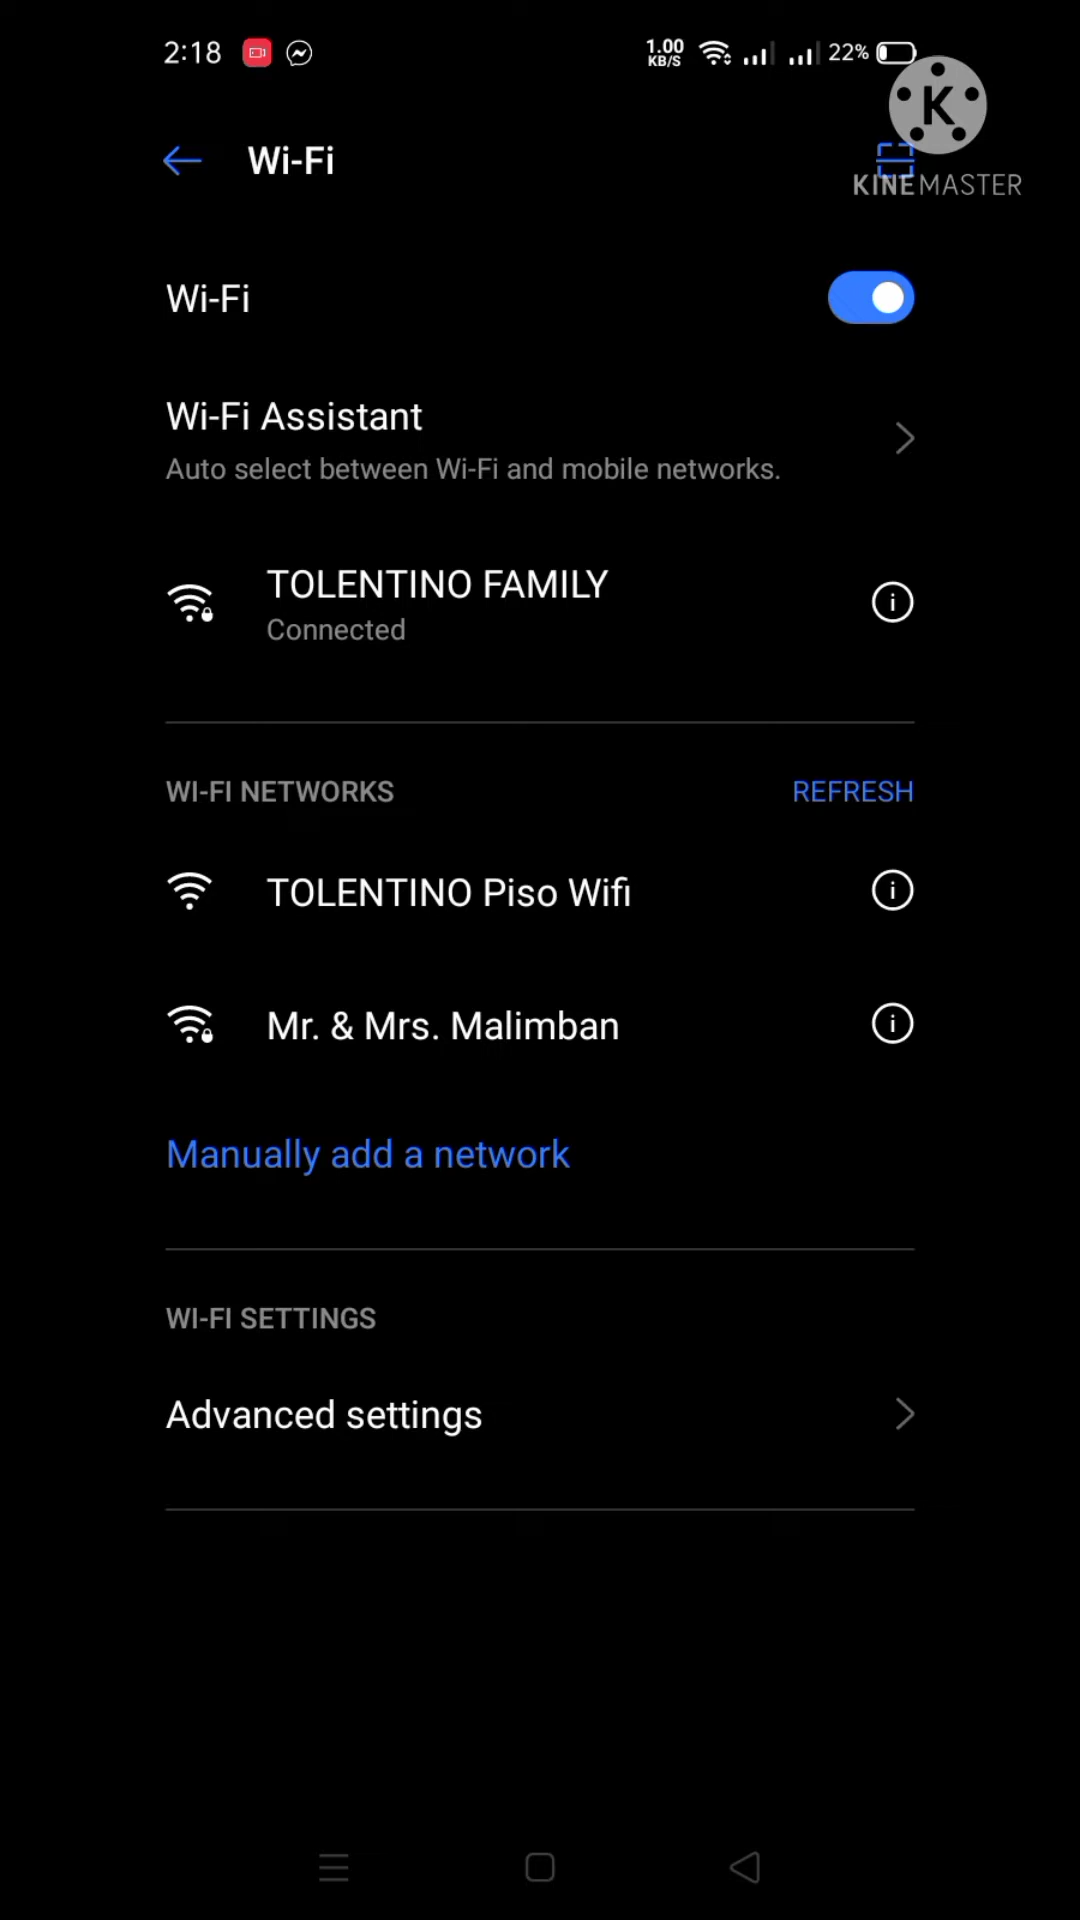 2:18 1.00 KB/S 22%
K
KINEMASTER
Wi-Fi
Wi-Fi
Wi-Fi Assistant
Auto select between Wi-Fi and mobile networks.
TOLENTINO FAMILY
Connected
WI-FI NETWORKS REFRESH
TOLENTINO Piso Wifi
Mr. & Mrs. Malimban
Manually add a network
WI-FI SETTINGS
Advanced settings